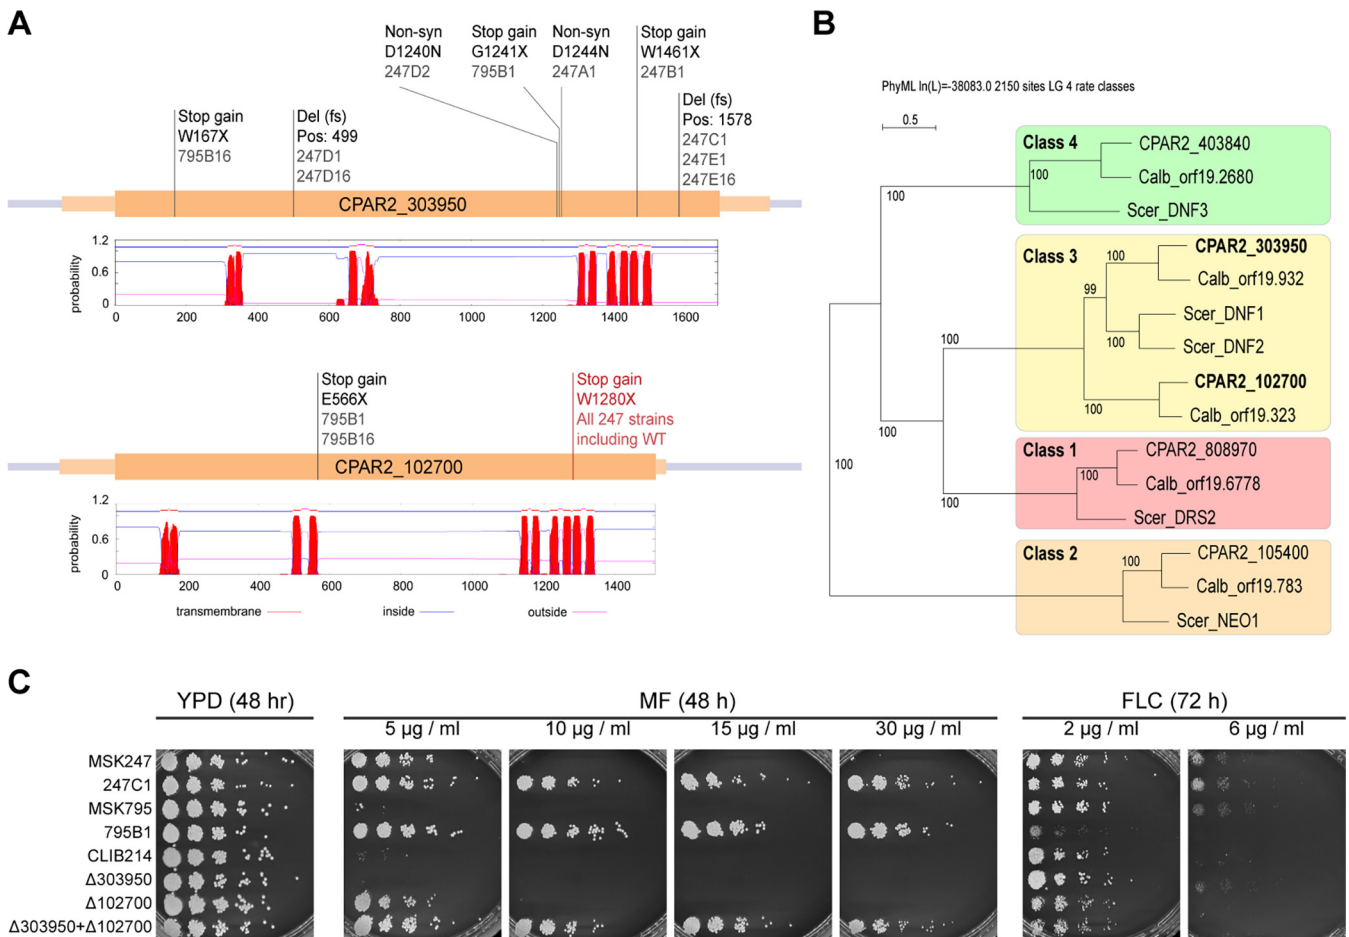 A
Non-syn
D1240N
247D2
Stop gain
G1241X
795B1
Non-syn
D1244N
247A1
Stop gain
W1461X
247B1
Stop gain
W167X
795B16
Del (fs)
Pos: 499
247D1
247D16
Del (fs)
Pos: 1578
247C1
247E1
247E16
CPAR2_303950
probability
1.2
0.6
0
0 200 400 600 800 1000 1200 1400 1600
Stop gain
E566X
795B1
795B16
Stop gain
W1280X
All 247 strains
including WT
CPAR2_102700
probability
1.2
0.6
0
0 200 400 600 800 1000 1200 1400
transmembrane inside outside
B
PhyML ln(L)=-38083.0 2150 sites LG 4 rate classes
0.5
Class 4
CPAR2_403840
100
Calb_orf19.2680
100
Scer_DNF3
Class 3
CPAR2_303950
100
Calb_orf19.932
99
Scer_DNF1
100
Scer_DNF2
100
CPAR2_102700
100
Calb_orf19.323
100
Class 1
CPAR2_808970
100
Calb_orf19.6778
100
Scer_DRS2
100
Class 2
CPAR2_105400
100
Calb_orf19.783
Scer_NEO1
C
YPD (48 hr)
MF (48 h)
FLC (72 h)
5 µg / ml
10 µg / ml
15 µg / ml
30 µg / ml
2 µg / ml
6 µg / ml
MSK247
247C1
MSK795
795B1
CLIB214
Δ303950
Δ102700
Δ303950+Δ102700